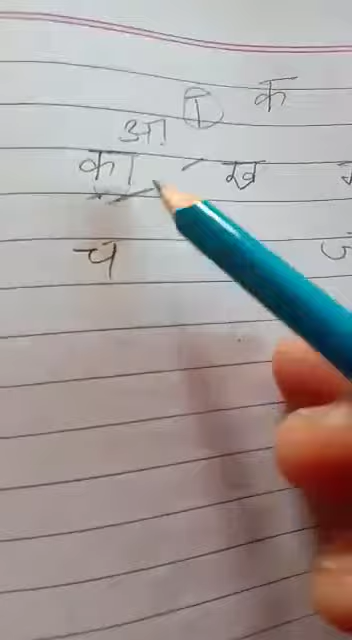 ① क
आ
का ख
च